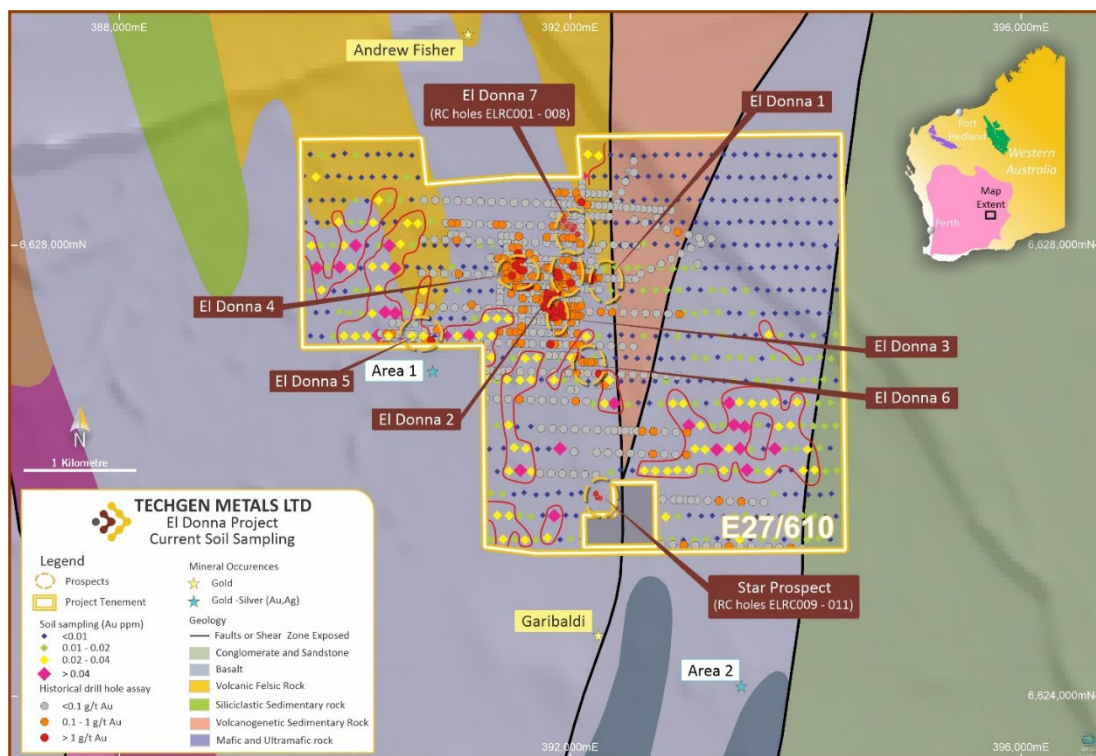 388,000mE
392,000mE
396,000mE
Andrew Fisher
El Donna 7
(RC holes ELRC001 - 008)
El Donna 1
Port
Hedland
Western
Australia
Map
Extent
Perth
6,628,000mN
6,628,000mN
El Donna 4
El Donna 3
El Donna 5
Area 1
El Donna 2
El Donna 6
N
1 Kilometre
E27/610
Star Prospect
(RC holes ELRC009 - 011)
Garibaldi
Area 2
6,624,000mN
392,000mE
TECHGEN METALS LTD
El Donna Project
Current Soil Sampling
Legend
Prospects
Project Tenement
Soil sampling (Au ppm)
<0.01
0.01 - 0.02
0.02 - 0.04
> 0.04
Historical drill hole assay
<0.1 g/t Au
0.1 - 1 g/t Au
> 1 g/t Au
Mineral Occurences
Gold
Gold -Silver (Au,Ag)
Geology
Faults or Shear Zone Exposed
Conglomerate and Sandstone
Basalt
Volcanic Felsic Rock
Siliciclastic Sedimentary rock
Volcanogenetic Sedimentary Rock
Mafic and Ultramafic rock